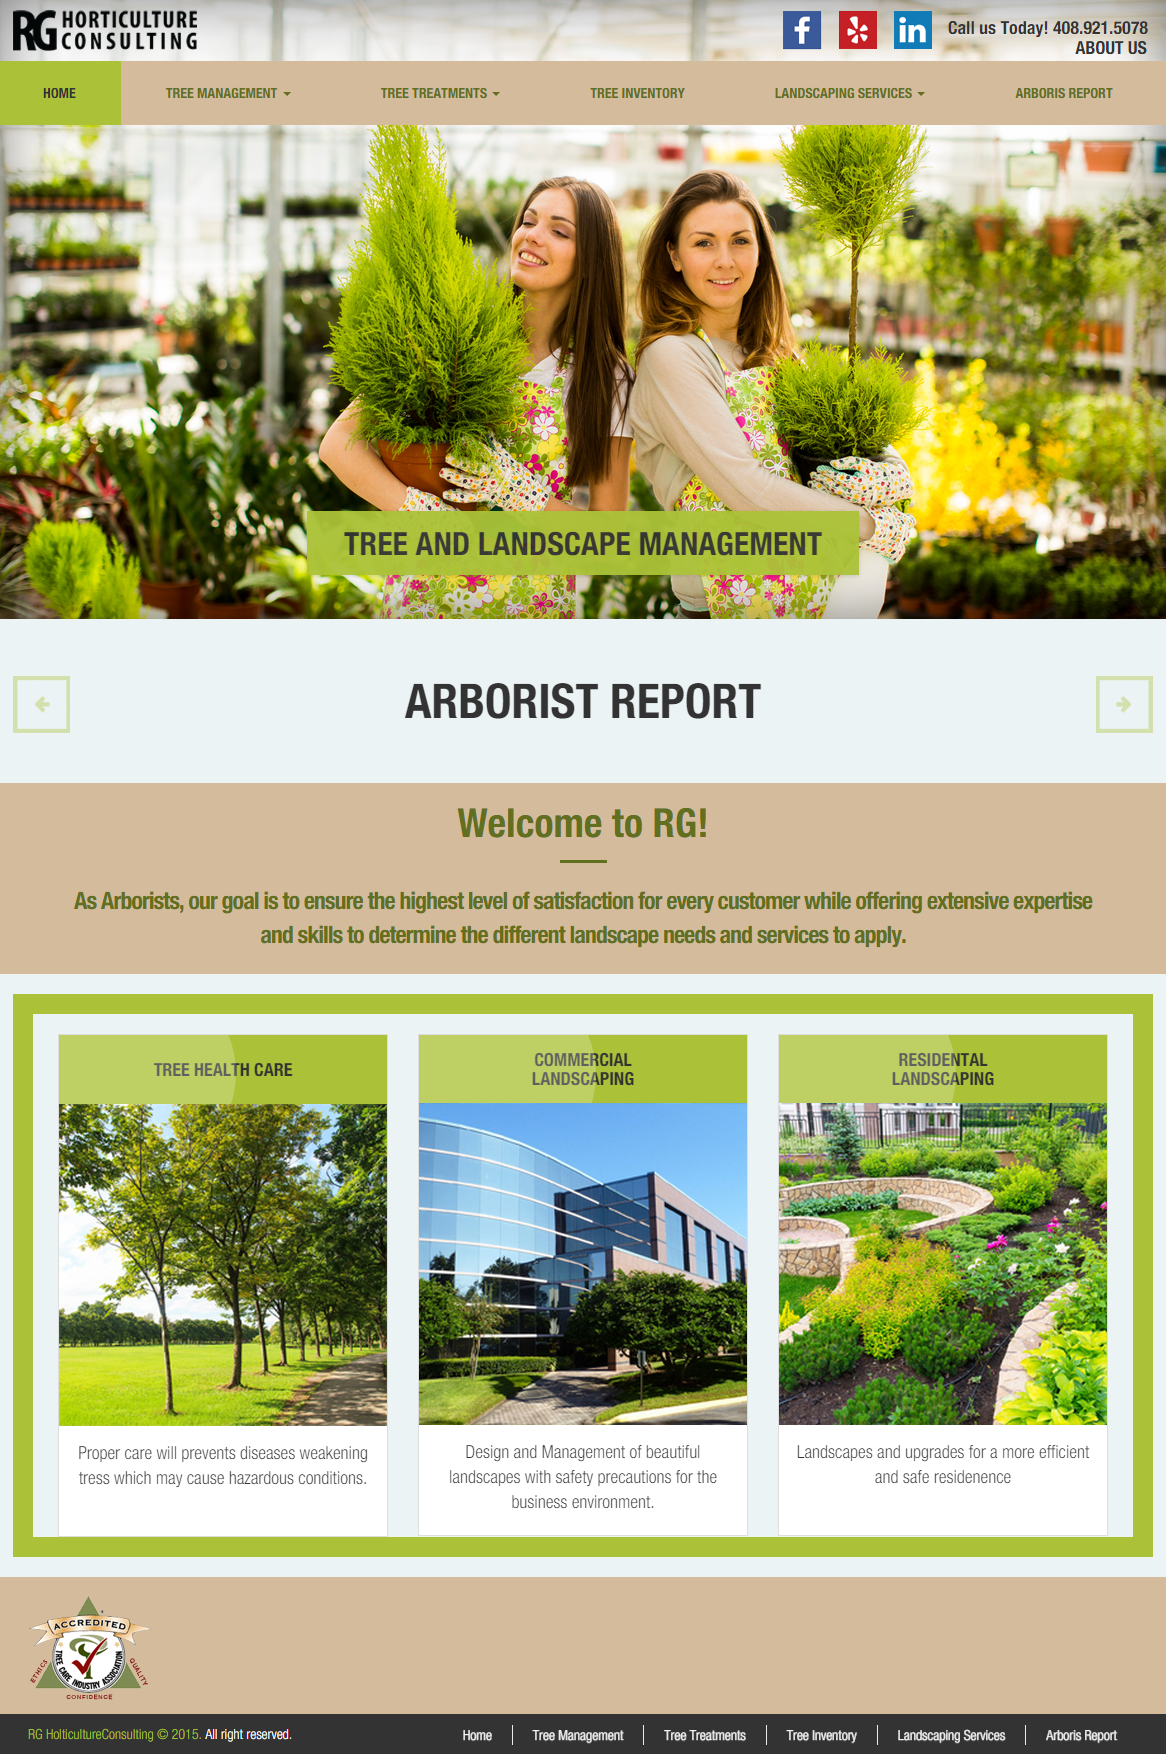 RG HORTICULTURE
CONSULTING
Call us Today! 408.921.5078
ABOUT US
HOME
TREE MANAGEMENT
TREE TREATMENTS
TREE INVENTORY
LANDSCAPING SERVICES
ARBORIS REPORT
TREE AND LANDSCAPE MANAGEMENT
ARBORIST REPORT
Welcome to RG!
As Arborists, our goal is to ensure the highest level of satisfaction for every customer while offering extensive expertise
and skills to determine the different landscape needs and services to apply.
TREE HEALTH CARE
Proper care will prevents diseases weakening
tress which may cause hazardous conditions.
COMMERCIAL
LANDSCAPING
Design and Management of beautiful
landscapes with safety precautions for the
business environment.
RESIDENTAL
LANDSCAPING
Landscapes and upgrades for a more efficient
and safe residenence
ACCREDITED
TREE CARE INDUSTRY ASSOCIATION
ETHICS
QUALITY
CONFIDENCE
RG HolticultureConsulting © 2015. All right reserved.
Home
Tree Management
Tree Treatments
Tree Inventory
Landscaping Services
Arboris Report